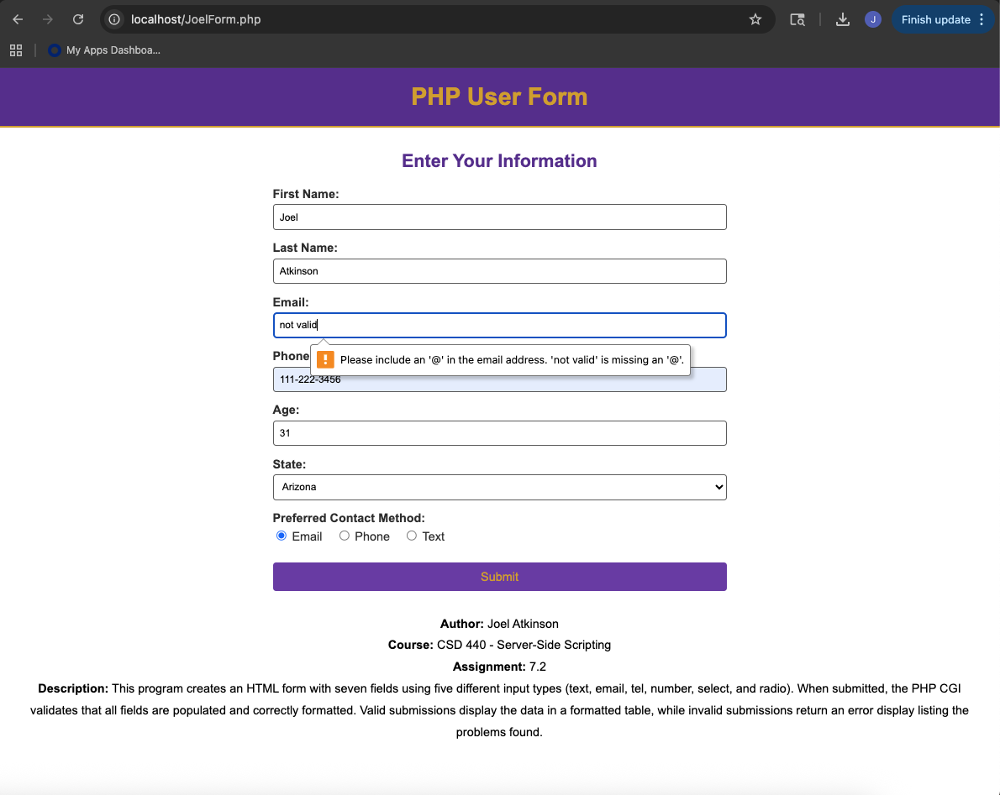 localhost/JoelForm.php
J
Finish update
My Apps Dashboa...
PHP User Form
Enter Your Information
First Name:
Joel
Last Name:
Atkinson
Email:
not valid
Phone
Please include an '@' in the email address. 'not valid' is missing an '@'.
111-222-3456
Age:
31
State:
Arizona
Preferred Contact Method:
Email Phone Text
Submit
Author: Joel Atkinson
Course: CSD 440 - Server-Side Scripting
Assignment: 7.2
Description: This program creates an HTML form with seven fields using five different input types (text, email, tel, number, select, and radio). When submitted, the PHP CGI
validates that all fields are populated and correctly formatted. Valid submissions display the data in a formatted table, while invalid submissions return an error display listing the
problems found.